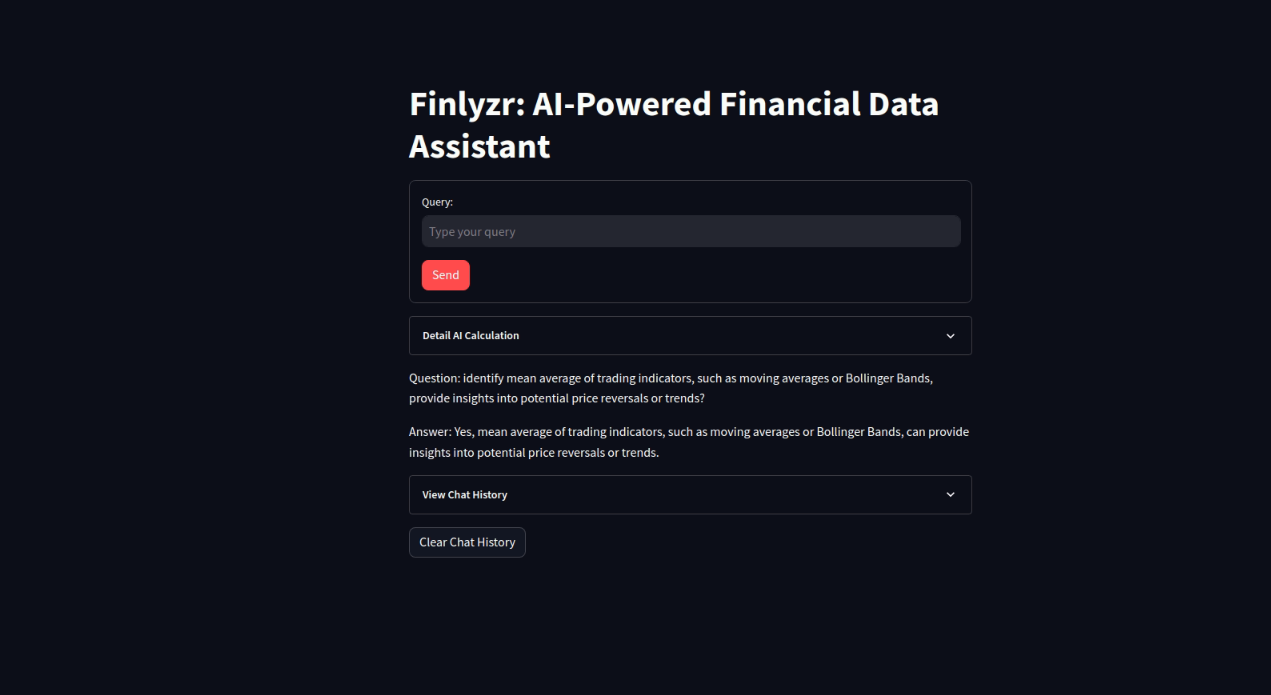 Finlyzr: AI-Powered Financial Data
Assistant
Query:
Type your query
Send
Detail AI Calculation
Question: identify mean average of trading indicators, such as moving averages or Bollinger Bands,
provide insights into potential price reversals or trends?
Answer: Yes, mean average of trading indicators, such as moving averages or Bollinger Bands, can provide
insights into potential price reversals or trends.
View Chat History
Clear Chat History